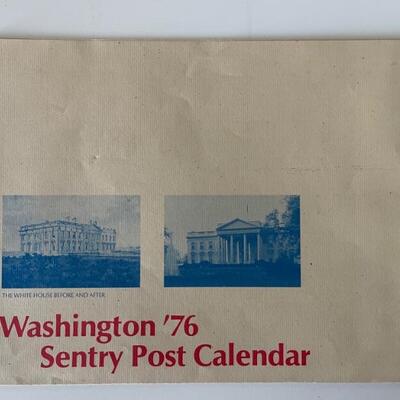 THE WHITE HOUSE BEFORE AND AFTER
Washington '76
Sentry Post Calendar